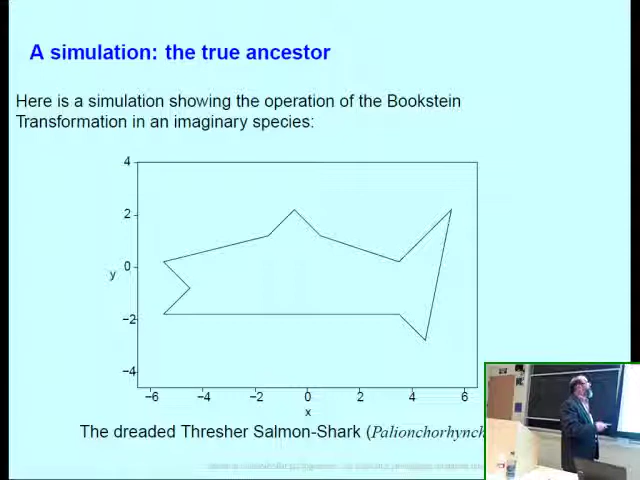 A simulation: the true ancestor
Here is a simulation showing the operation of the Bookstein
Transformation in an imaginary species:
4
2
y 0
−2
−4
−6 −4 −2 0 2 4 6
x
The dreaded Thresher Salmon-Shark (Palionchorhynch